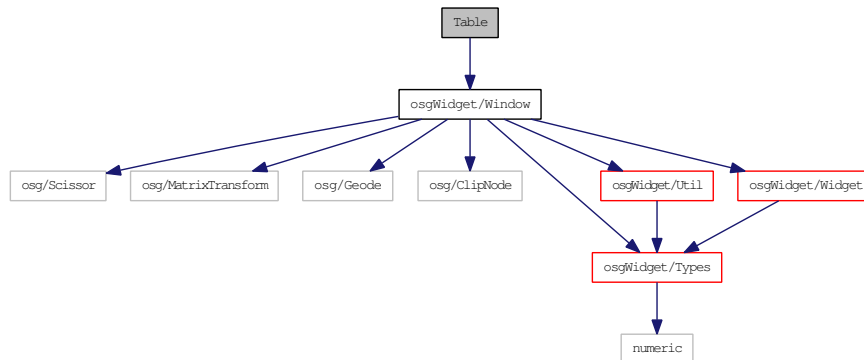 Table
osgWidget/Window
osg/Scissor
osg/MatrixTransform
osg/Geode
osg/ClipNode
osgWidget/Util
osgWidget/Widget
osgWidget/Types
numeric